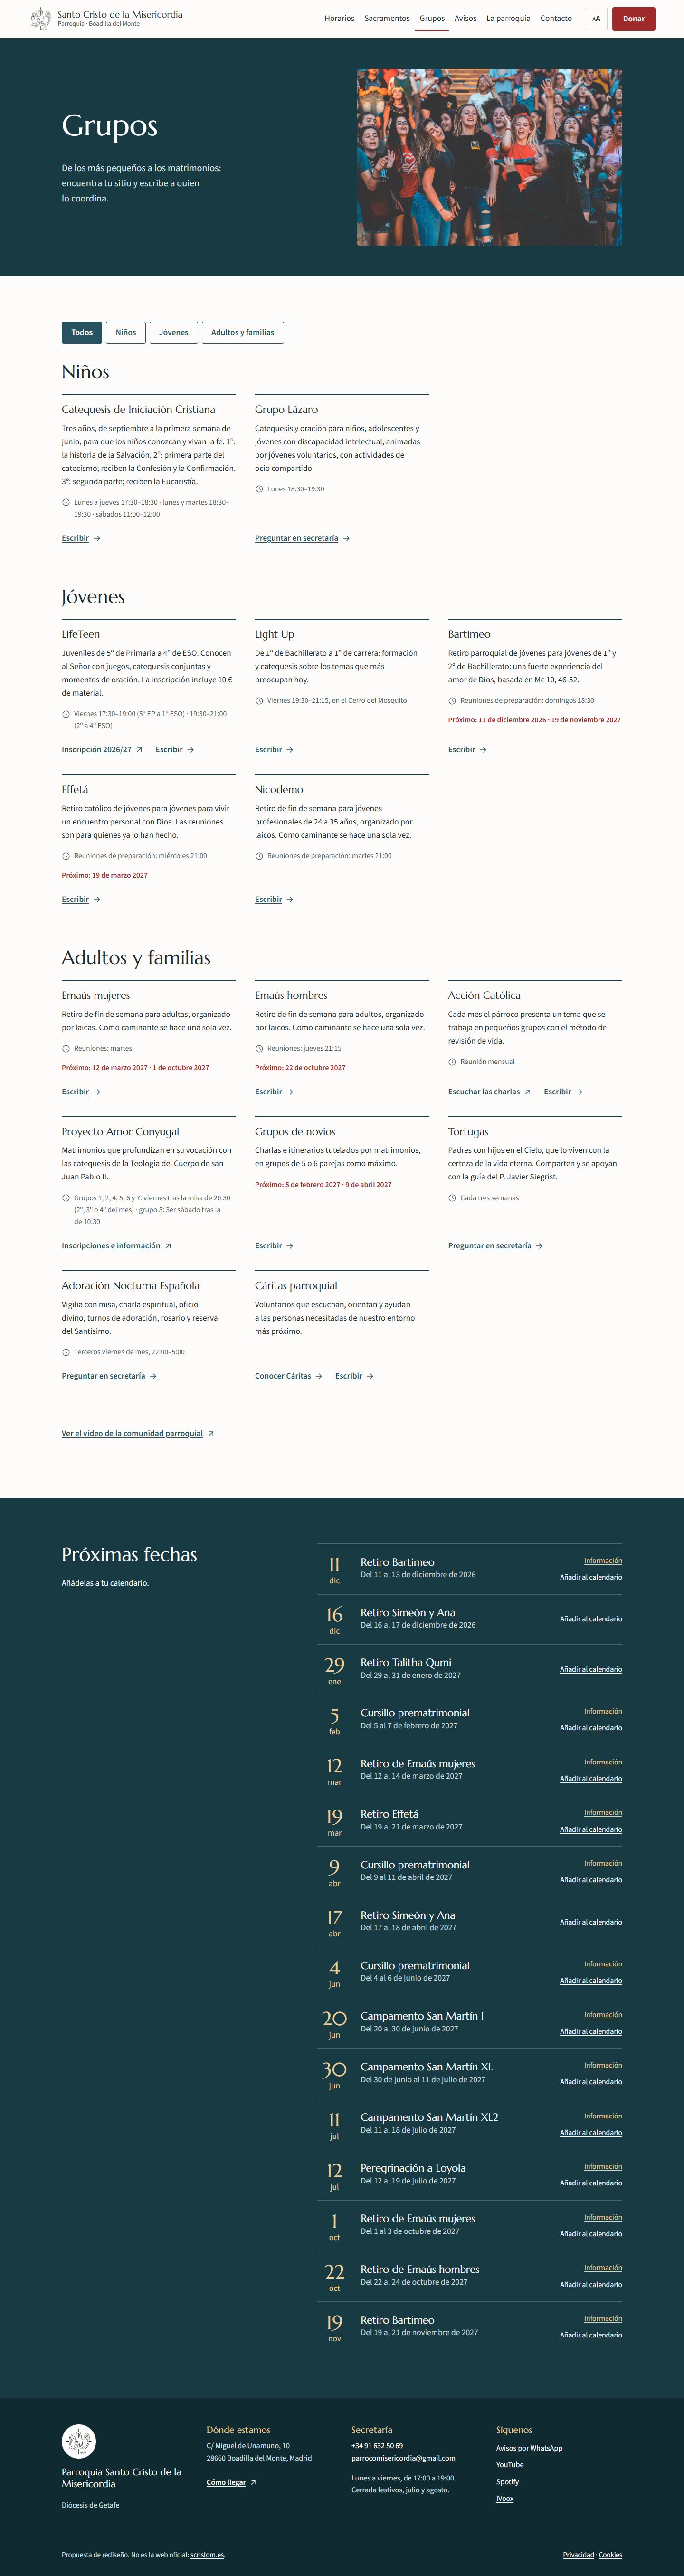 Santo Cristo de la Misericordia
Parroquia · Boadilla del Monte
Horarios
Sacramentos
Grupos
Avisos
La parroquia
Contacto
AA
Donar
Grupos
De los más pequeños a los matrimonios:
encuentra tu sitio y escribe a quien
lo coordina.
Todos
Niños
Jóvenes
Adultos y familias
Niños
Catequesis de Iniciación Cristiana
Tres años, de septiembre a la primera semana de
junio, para que los niños conozcan y vivan la fe. 1º:
la historia de la Salvación. 2º: primera parte del
catecismo; reciben la Confesión y la Confirmación.
3º: segunda parte; reciben la Eucaristía.
Lunes a jueves 17:30–18:30 · lunes y martes 18:30–
19:30 · sábados 11:00–12:00
Escribir →
Grupo Lázaro
Catequesis y oración para niños, adolescentes y
jóvenes con discapacidad intelectual, animadas
por jóvenes voluntarios, con actividades de
ocio compartido.
Lunes 18:30–19:30
Preguntar en secretaría →
Jóvenes
LifeTeen
Juveniles de 5º de Primaria a 4º de ESO. Conocen
al Señor con juegos, catequesis conjuntas y
momentos de oración. La inscripción incluye 10 €
de material.
Viernes 17:30–19:00 (5º EP a 1º ESO) · 19:30–21:00
(2º a 4º ESO)
Inscripción 2026/27 ↗
Escribir →
Light Up
De 1º de Bachillerato a 1º de carrera: formación
y catequesis sobre los temas que más
preocupan hoy.
Viernes 19:30–21:15, en el Cerro del Mosquito
Escribir →
Bartimeo
Retiro parroquial de jóvenes para jóvenes de 1º y
2º de Bachillerato: una fuerte experiencia del
amor de Dios, basada en Mc 10, 46-52.
Reuniones de preparación: domingos 18:30
Próximo: 11 de diciembre 2026 · 19 de noviembre 2027
Escribir →
Effetá
Retiro católico de jóvenes para jóvenes para vivir
un encuentro personal con Dios. Las reuniones
son para quienes ya lo han hecho.
Reuniones de preparación: miércoles 21:00
Próximo: 19 de marzo 2027
Escribir →
Nicodemo
Retiro de fin de semana para jóvenes
profesionales de 24 a 35 años, organizado por
laicos. Como caminante se hace una sola vez.
Reuniones de preparación: martes 21:00
Escribir →
Adultos y familias
Emaús mujeres
Retiro de fin de semana para adultas, organizado
por laicas. Como caminante se hace una sola vez.
Reuniones: martes
Próximo: 12 de marzo 2027 · 1 de octubre 2027
Escribir →
Emaús hombres
Retiro de fin de semana para adultos, organizado
por laicos. Como caminante se hace una sola vez.
Reuniones: jueves 21:15
Próximo: 22 de octubre 2027
Escribir →
Acción Católica
Cada mes el párroco presenta un tema que se
trabaja en pequeños grupos con el método de
revisión de vida.
Reunión mensual
Escuchar las charlas ↗
Escribir →
Proyecto Amor Conyugal
Matrimonios que profundizan en su vocación con
las catequesis de la Teología del Cuerpo de san
Juan Pablo II.
Grupos 1, 2, 4, 5, 6 y 7: viernes tras la misa de 20:30
(2º, 3º o 4º del mes) · grupo 3: 3er sábado tras la
de 10:30
Inscripciones e información ↗
Grupos de novios
Charlas e itinerarios tutelados por matrimonios,
en grupos de 5 o 6 parejas como máximo.
Próximo: 5 de febrero 2027 · 9 de abril 2027
Escribir →
Tortugas
Padres con hijos en el Cielo, que lo viven con la
certeza de la vida eterna. Comparten y se apoyan
con la guía del P. Javier Siegrist.
Cada tres semanas
Preguntar en secretaría →
Adoración Nocturna Española
Vigilia con misa, charla espiritual, oficio
divino, turnos de adoración, rosario y reserva
del Santísimo.
Terceros viernes de mes, 22:00–5:00
Preguntar en secretaría →
Cáritas parroquial
Voluntarios que escuchan, orientan y ayudan
a las personas necesitadas de nuestro entorno
más próximo.
Conocer Cáritas →
Escribir →
Ver el vídeo de la comunidad parroquial ↗
Próximas fechas
Añádelas a tu calendario.
11
dic
Retiro Bartimeo
Del 11 al 13 de diciembre de 2026
Información
Añadir al calendario
16
dic
Retiro Simeón y Ana
Del 16 al 17 de diciembre de 2026
Añadir al calendario
29
ene
Retiro Talitha Qumi
Del 29 al 31 de enero de 2027
Añadir al calendario
5
feb
Cursillo prematrimonial
Del 5 al 7 de febrero de 2027
Información
Añadir al calendario
12
mar
Retiro de Emaús mujeres
Del 12 al 14 de marzo de 2027
Información
Añadir al calendario
19
mar
Retiro Effetá
Del 19 al 21 de marzo de 2027
Información
Añadir al calendario
9
abr
Cursillo prematrimonial
Del 9 al 11 de abril de 2027
Información
Añadir al calendario
17
abr
Retiro Simeón y Ana
Del 17 al 18 de abril de 2027
Añadir al calendario
4
jun
Cursillo prematrimonial
Del 4 al 6 de junio de 2027
Información
Añadir al calendario
20
jun
Campamento San Martín I
Del 20 al 30 de junio de 2027
Información
Añadir al calendario
30
jun
Campamento San Martín XL
Del 30 de junio al 11 de julio de 2027
Información
Añadir al calendario
11
jul
Campamento San Martín XL2
Del 11 al 18 de julio de 2027
Información
Añadir al calendario
12
jul
Peregrinación a Loyola
Del 12 al 19 de julio de 2027
Información
Añadir al calendario
1
oct
Retiro de Emaús mujeres
Del 1 al 3 de octubre de 2027
Información
Añadir al calendario
22
oct
Retiro de Emaús hombres
Del 22 al 24 de octubre de 2027
Información
Añadir al calendario
19
nov
Retiro Bartimeo
Del 19 al 21 de noviembre de 2027
Información
Añadir al calendario
Parroquia Santo Cristo de la
Misericordia
Diócesis de Getafe
Dónde estamos
C/ Miguel de Unamuno, 10
28660 Boadilla del Monte, Madrid
Cómo llegar ↗
Secretaría
+34 91 632 50 69
parrocomisericordia@gmail.com
Lunes a viernes, de 17:00 a 19:00.
Cerrada festivos, julio y agosto.
Síguenos
Avisos por WhatsApp
YouTube
Spotify
iVoox
Propuesta de rediseño. No es la web oficial: scristom.es.
Privacidad · Cookies